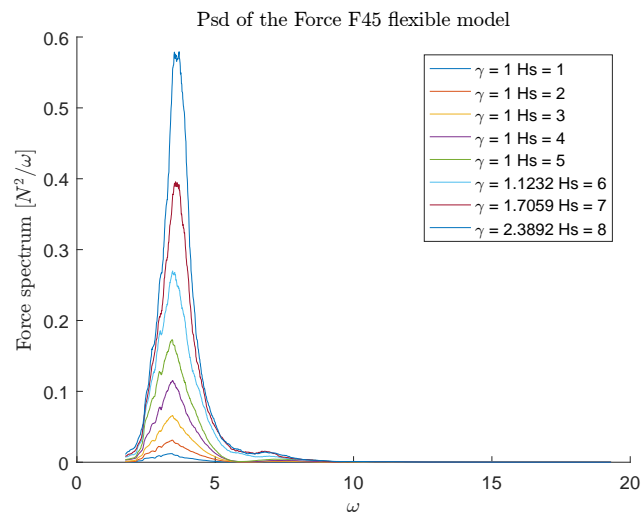 Psd of the Force F45 flexible model
Force spectrum [N²/ω]
0.6
0.5
0.4
0.3
0.2
0.1
0
γ = 1 Hs = 1
γ = 1 Hs = 2
γ = 1 Hs = 3
γ = 1 Hs = 4
γ = 1 Hs = 5
γ = 1.1232 Hs = 6
γ = 1.7059 Hs = 7
γ = 2.3892 Hs = 8
0 5 10 15 20
ω